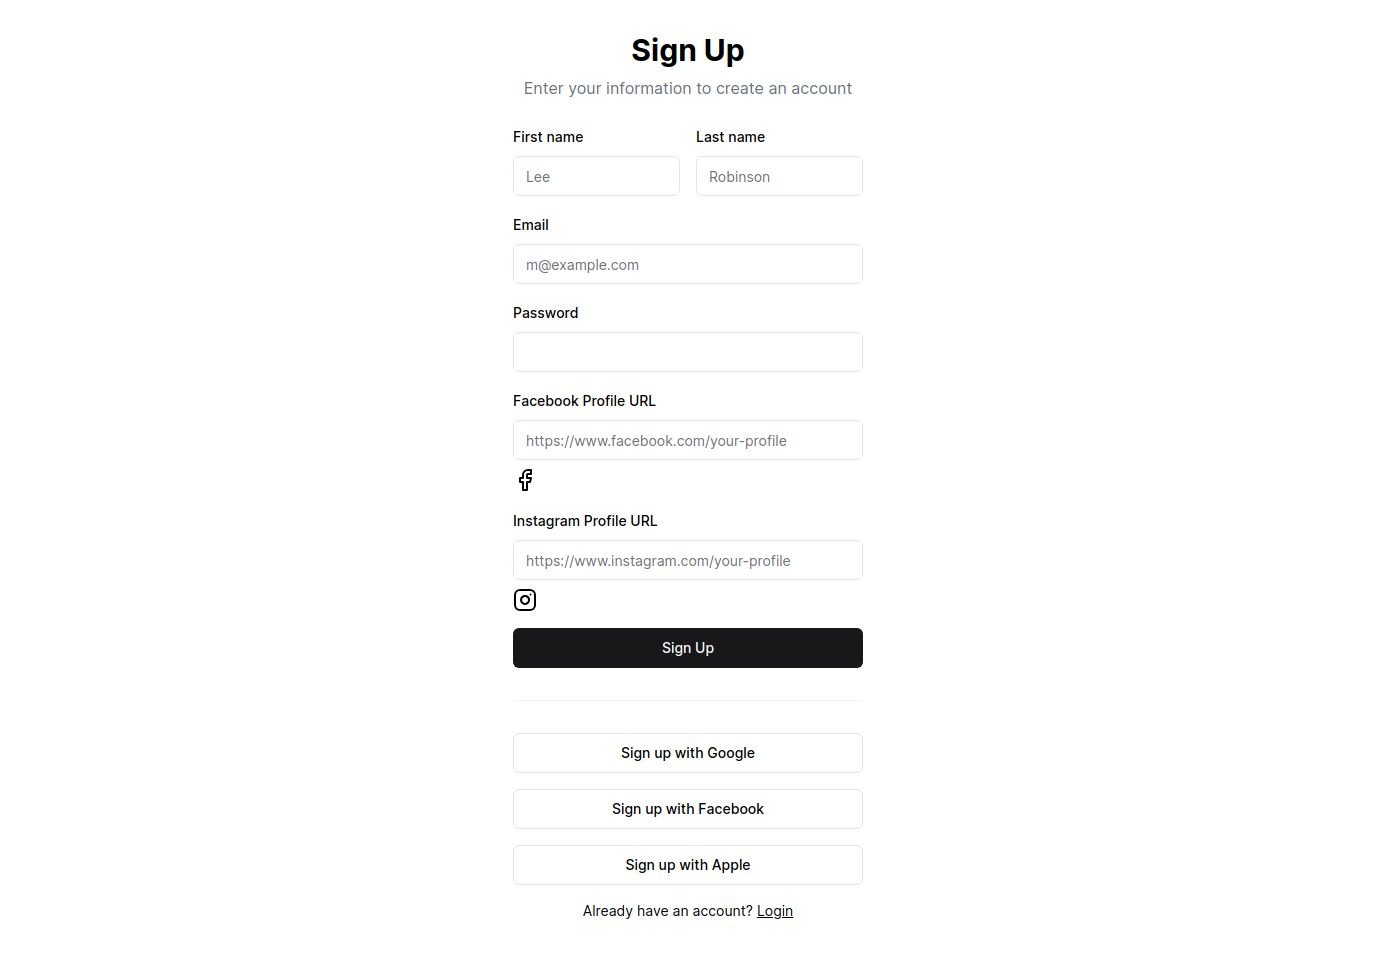 Sign Up
Enter your information to create an account
First name Last name
Lee Robinson
Email
m@example.com
Password
Facebook Profile URL
https://www.facebook.com/your-profile
Instagram Profile URL
https://www.instagram.com/your-profile
Sign Up
Sign up with Google
Sign up with Facebook
Sign up with Apple
Already have an account? Login